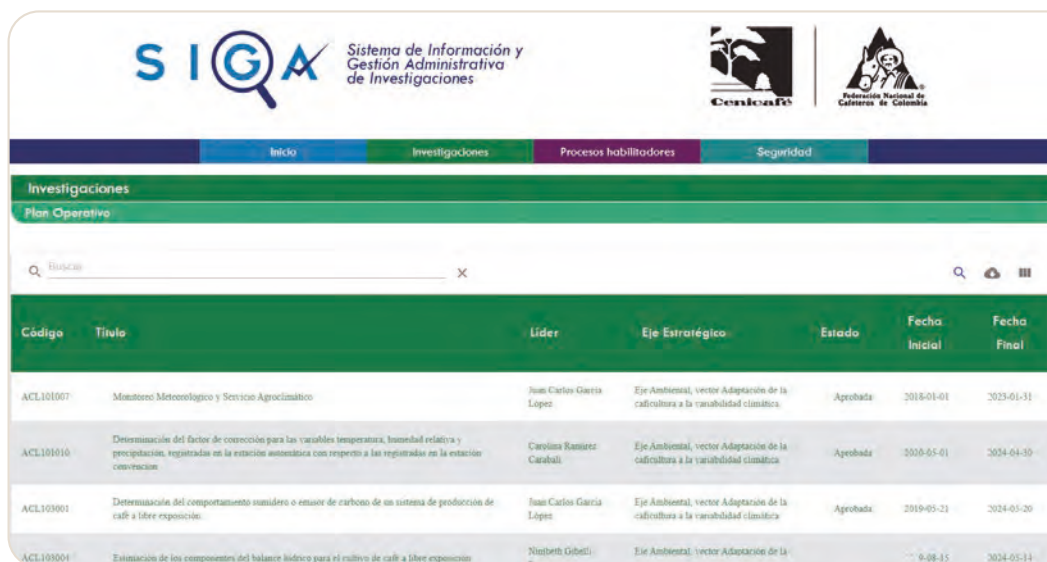 SIGA
Sistema de Información y
Gestión Administrativa
de Investigaciones
Cenicafé
Federación Nacional de
Cafeteros de Colombia
Inicio Investigaciones Procesos habilitadores Seguridad
Investigaciones
Plan Operativo
Buscar
Código Título Líder Eje Estratégico Estado Fecha Inicial Fecha Final
ACL101007 Monitoreo Meteorológico y Servicio Agroclimático Juan Carlos García López Eje Ambiental, vector Adaptación de la caficultura a la variabilidad climática. Aprobada 2018-01-01 2023-01-31
ACL101010 Determinación del factor de corrección para las variables temperatura, humedad relativa y precipitación, registradas en la estación automática con respecto a las registradas en la estación convención Carolina Ramírez Carabalí Eje Ambiental, vector Adaptación de la caficultura a la variabilidad climática Aprobada 2020-05-01 2024-04-30
ACL103001 Determinación del comportamiento sumidero o emisor de carbono de un sistema de producción de café a libre exposición. Juan Carlos García López Eje Ambiental, vector Adaptación de la caficultura a la variabilidad climática Aprobada 2019-05-21 2024-05-20
ACL103004 Estimación de los componentes del balance hídrico para el cultivo de café a libre exposición Eje Ambiental, vector Adaptación de la 9-08-15 2024-05-14